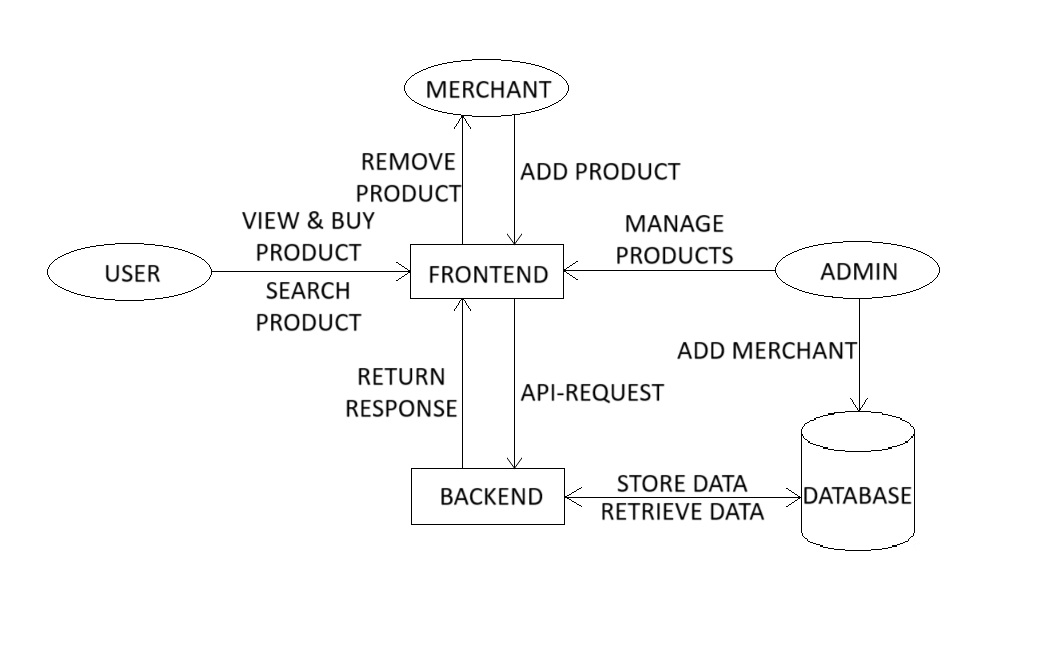 MERCHANT
REMOVE
PRODUCT
ADD PRODUCT
VIEW & BUY
PRODUCT
MANAGE
PRODUCTS
USER
FRONTEND
ADMIN
SEARCH
PRODUCT
ADD MERCHANT
RETURN
RESPONSE
API-REQUEST
BACKEND
STORE DATA
RETRIEVE DATA
DATABASE